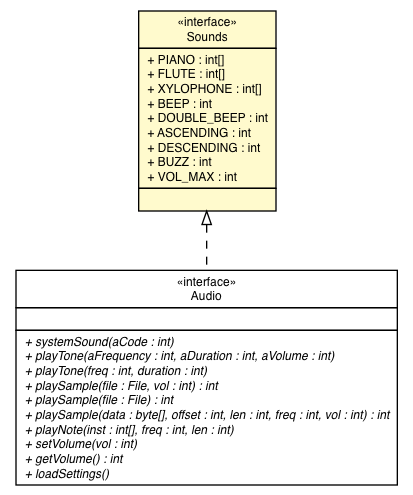 «interface»
Sounds
+ PIANO : int[]
+ FLUTE : int[]
+ XYLOPHONE : int[]
+ BEEP : int
+ DOUBLE_BEEP : int
+ ASCENDING : int
+ DESCENDING : int
+ BUZZ : int
+ VOL_MAX : int
«interface»
Audio
+ systemSound(aCode : int)
+ playTone(aFrequency : int, aDuration : int, aVolume : int)
+ playTone(freq : int, duration : int)
+ playSample(file : File, vol : int) : int
+ playSample(file : File) : int
+ playSample(data : byte[], offset : int, len : int, freq : int, vol : int) : int
+ playNote(inst : int[], freq : int, len : int)
+ setVolume(vol : int)
+ getVolume() : int
+ loadSettings()